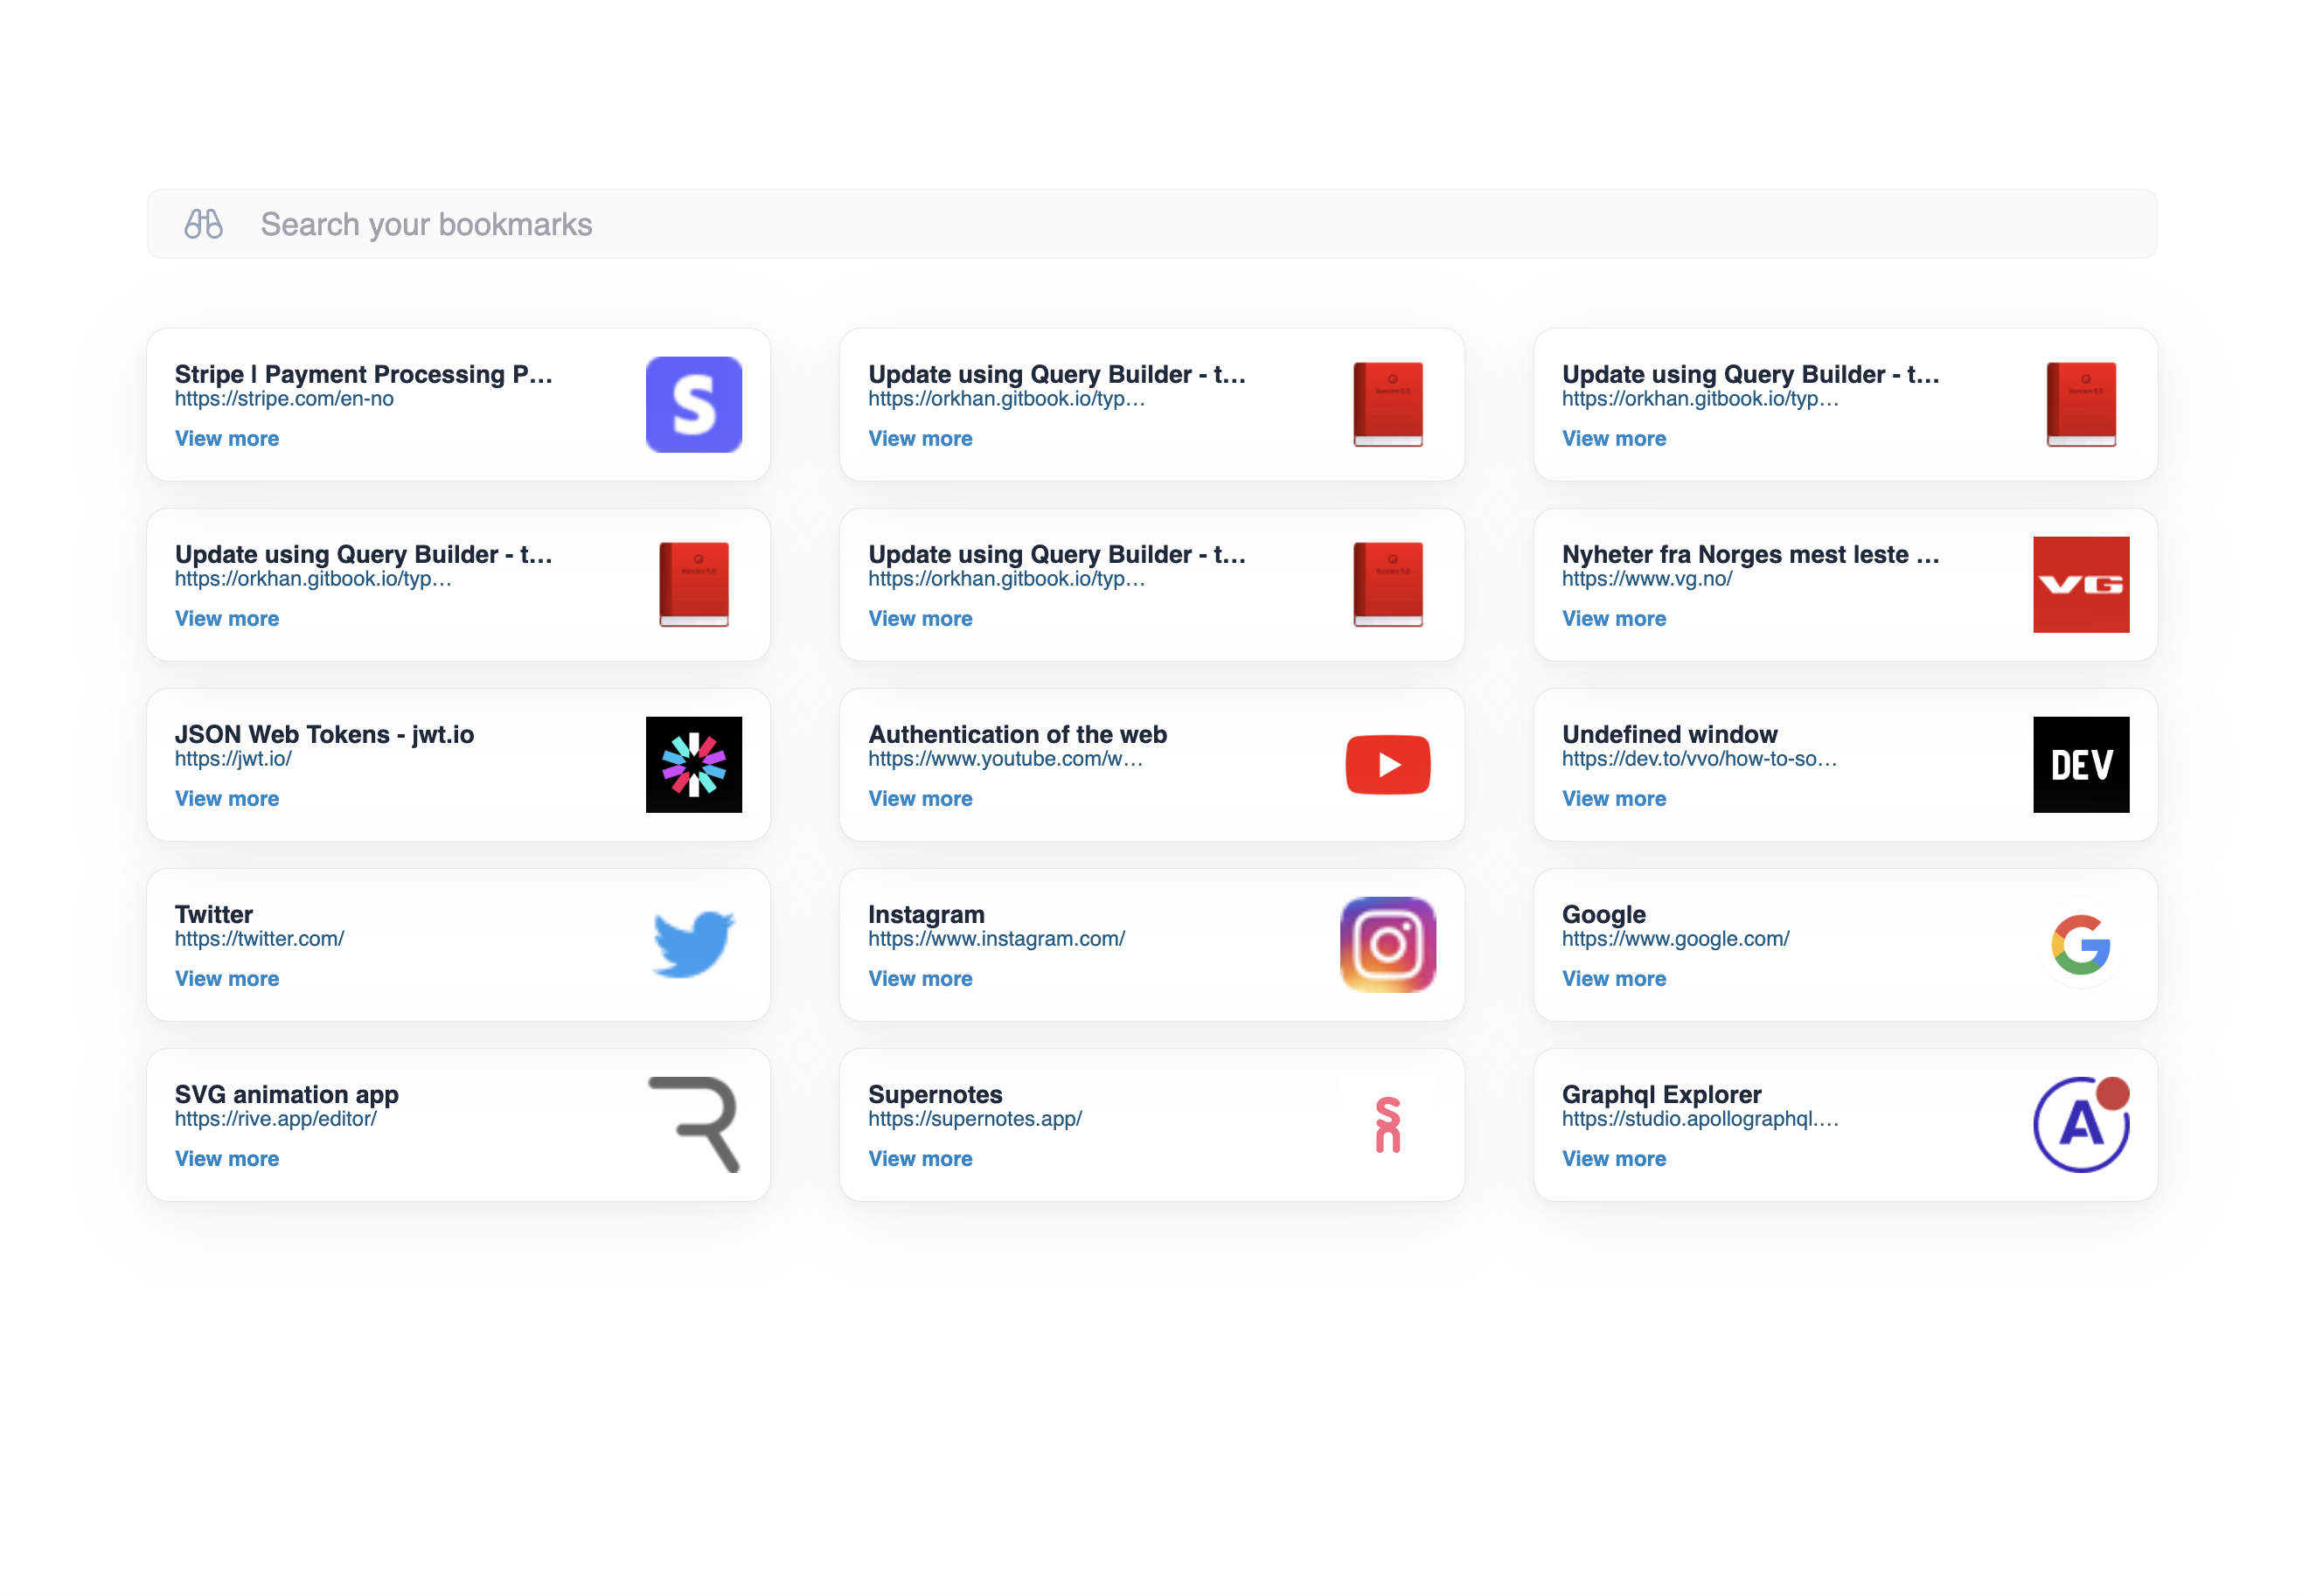 Search your bookmarks
Stripe | Payment Processing P...
https://stripe.com/en-no
View more
S
Update using Query Builder - t...
https://orkhan.gitbook.io/typ...
View more
Update using Query Builder - t...
https://orkhan.gitbook.io/typ...
View more
Update using Query Builder - t...
https://orkhan.gitbook.io/typ...
View more
Update using Query Builder - t...
https://orkhan.gitbook.io/typ...
View more
Nyheter fra Norges mest leste ...
https://www.vg.no/
View more
VG
JSON Web Tokens - jwt.io
https://jwt.io/
View more
Authentication of the web
https://www.youtube.com/w...
View more
Undefined window
https://dev.to/vvo/how-to-so...
View more
DEV
Twitter
https://twitter.com/
View more
Instagram
https://www.instagram.com/
View more
Google
https://www.google.com/
View more
G
SVG animation app
https://rive.app/editor/
View more
R
Supernotes
https://supernotes.app/
View more
sn
Graphql Explorer
https://studio.apollographql....
View more
A